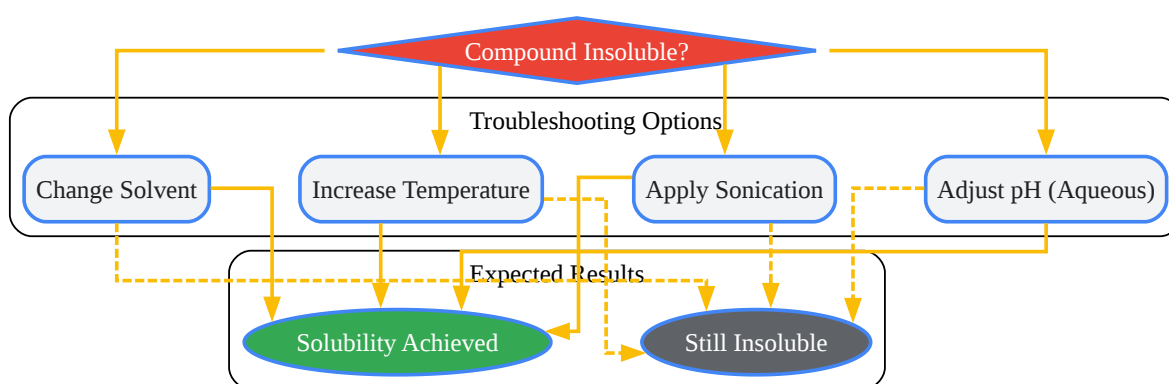 Compound Insoluble?
Troubleshooting Options
Change Solvent
Increase Temperature
Apply Sonication
Adjust pH (Aqueous)
Expected Results
Solubility Achieved
Still Insoluble